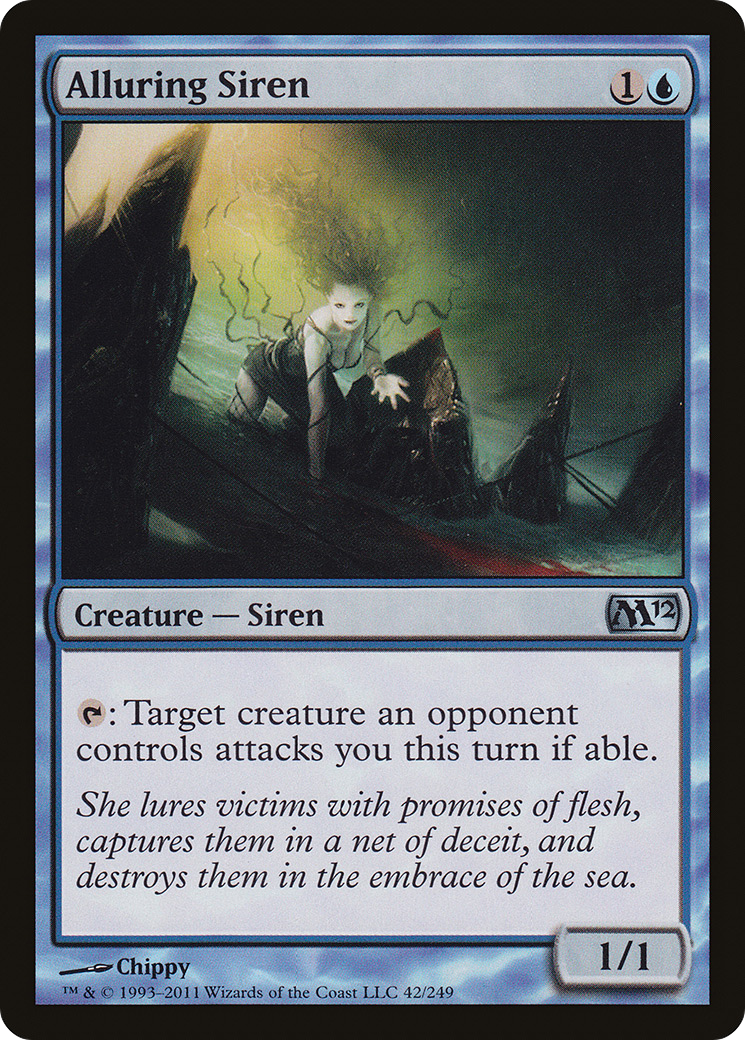 Alluring Siren 1
Creature — Siren M12
: Target creature an opponent
controls attacks you this turn if able.
She lures victims with promises of flesh,
captures them in a net of deceit, and
destroys them in the embrace of the sea.
1/1
Chippy
™ & © 1993–2011 Wizards of the Coast LLC 42/249